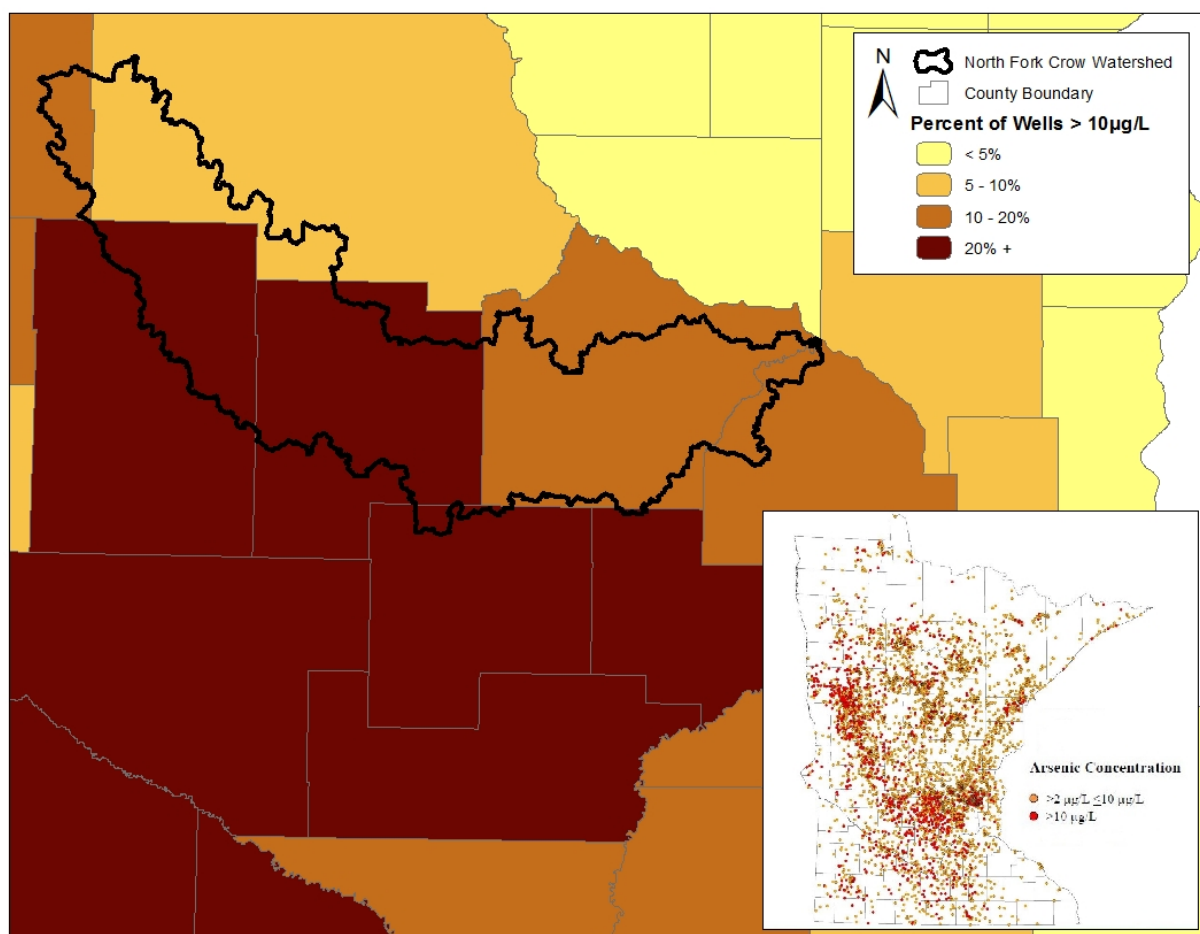 N
North Fork Crow Watershed
County Boundary
Percent of Wells > 10µg/L
< 5%
5 - 10%
10 - 20%
20% +
Arsenic Concentration
>2 µg/L ≤10 µg/L
>10 µg/L